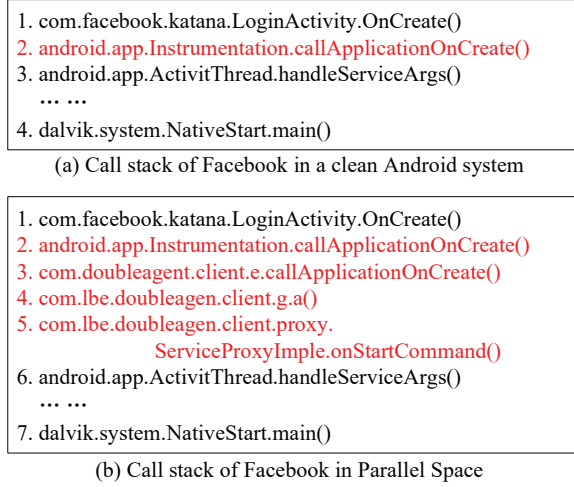 1. com.facebook.katana.LoginActivity.OnCreate()
2. android.app.Instrumentation.callApplicationOnCreate()
3. android.app.ActivitThread.handleServiceArgs()
... ...
4. dalvik.system.NativeStart.main()
(a) Call stack of Facebook in a clean Android system
1. com.facebook.katana.LoginActivity.OnCreate()
2. android.app.Instrumentation.callApplicationOnCreate()
3. com.doubleagent.client.e.callApplicationOnCreate()
4. com.lbe.doubleagen.client.g.a()
5. com.lbe.doubleagen.client.proxy.
ServiceProxyImple.onStartCommand()
6. android.app.ActivitThread.handleServiceArgs()
... ...
7. dalvik.system.NativeStart.main()
(b) Call stack of Facebook in Parallel Space